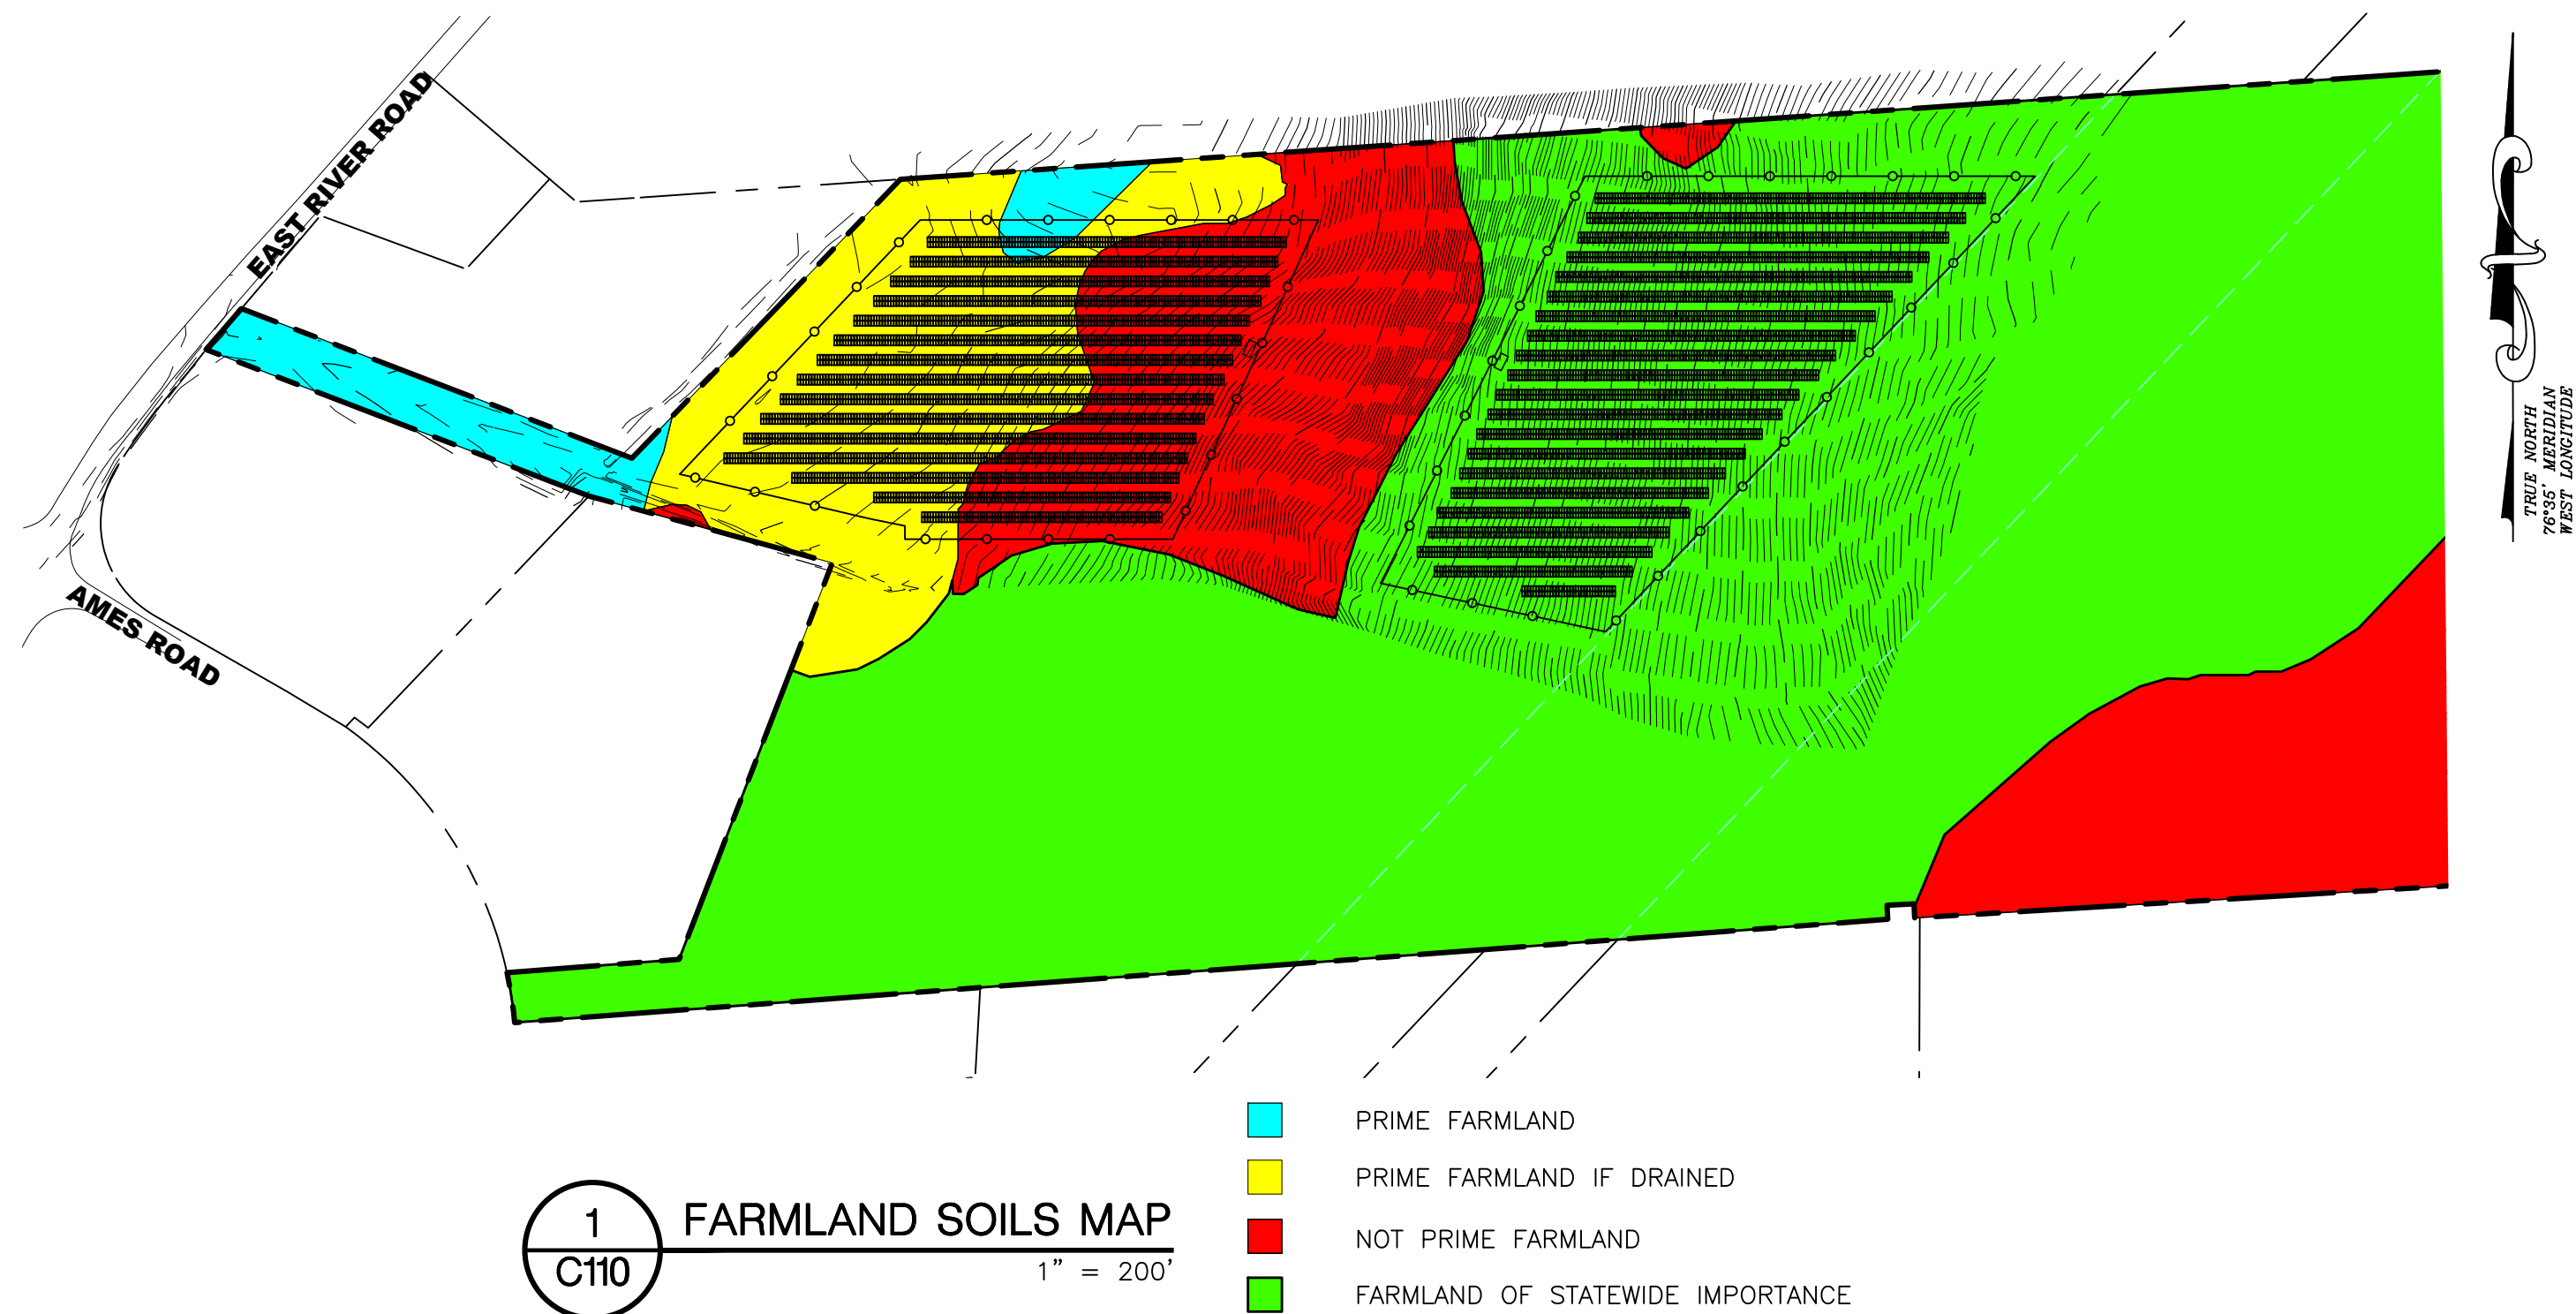 EAST RIVER ROAD
AMES ROAD
TRUE NORTH
76°35' MERIDIAN
WEST LONGITUDE
PRIME FARMLAND
PRIME FARMLAND IF DRAINED
NOT PRIME FARMLAND
FARMLAND OF STATEWIDE IMPORTANCE
1
C110
FARMLAND SOILS MAP
1" = 200'